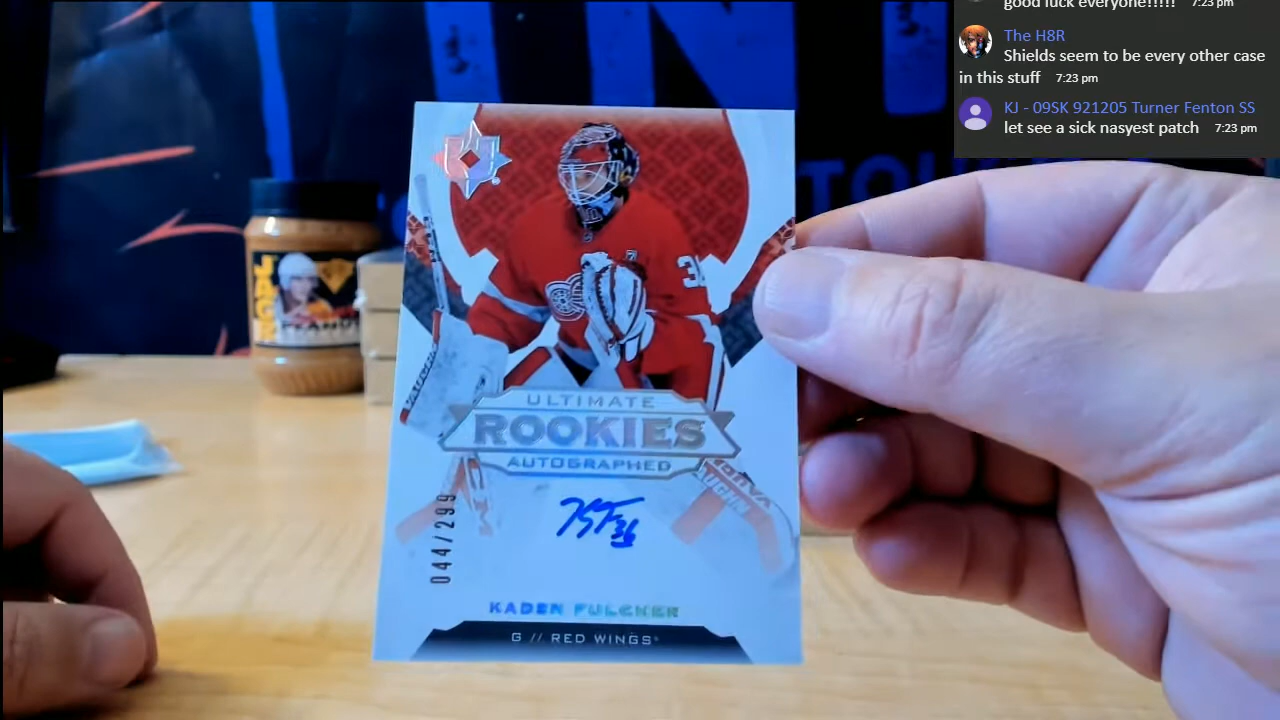 good luck everyone!!!!! 7:23 pm
The H8R
Shields seem to be every other case
in this stuff 7:23 pm
KJ - 09SK 921205 Turner Fenton SS
let see a sick nasyest patch 7:23 pm
ULTIMATE
ROOKIES
AUTOGRAPHED
044/299
36
KADEN FULCHER
G // RED WINGS